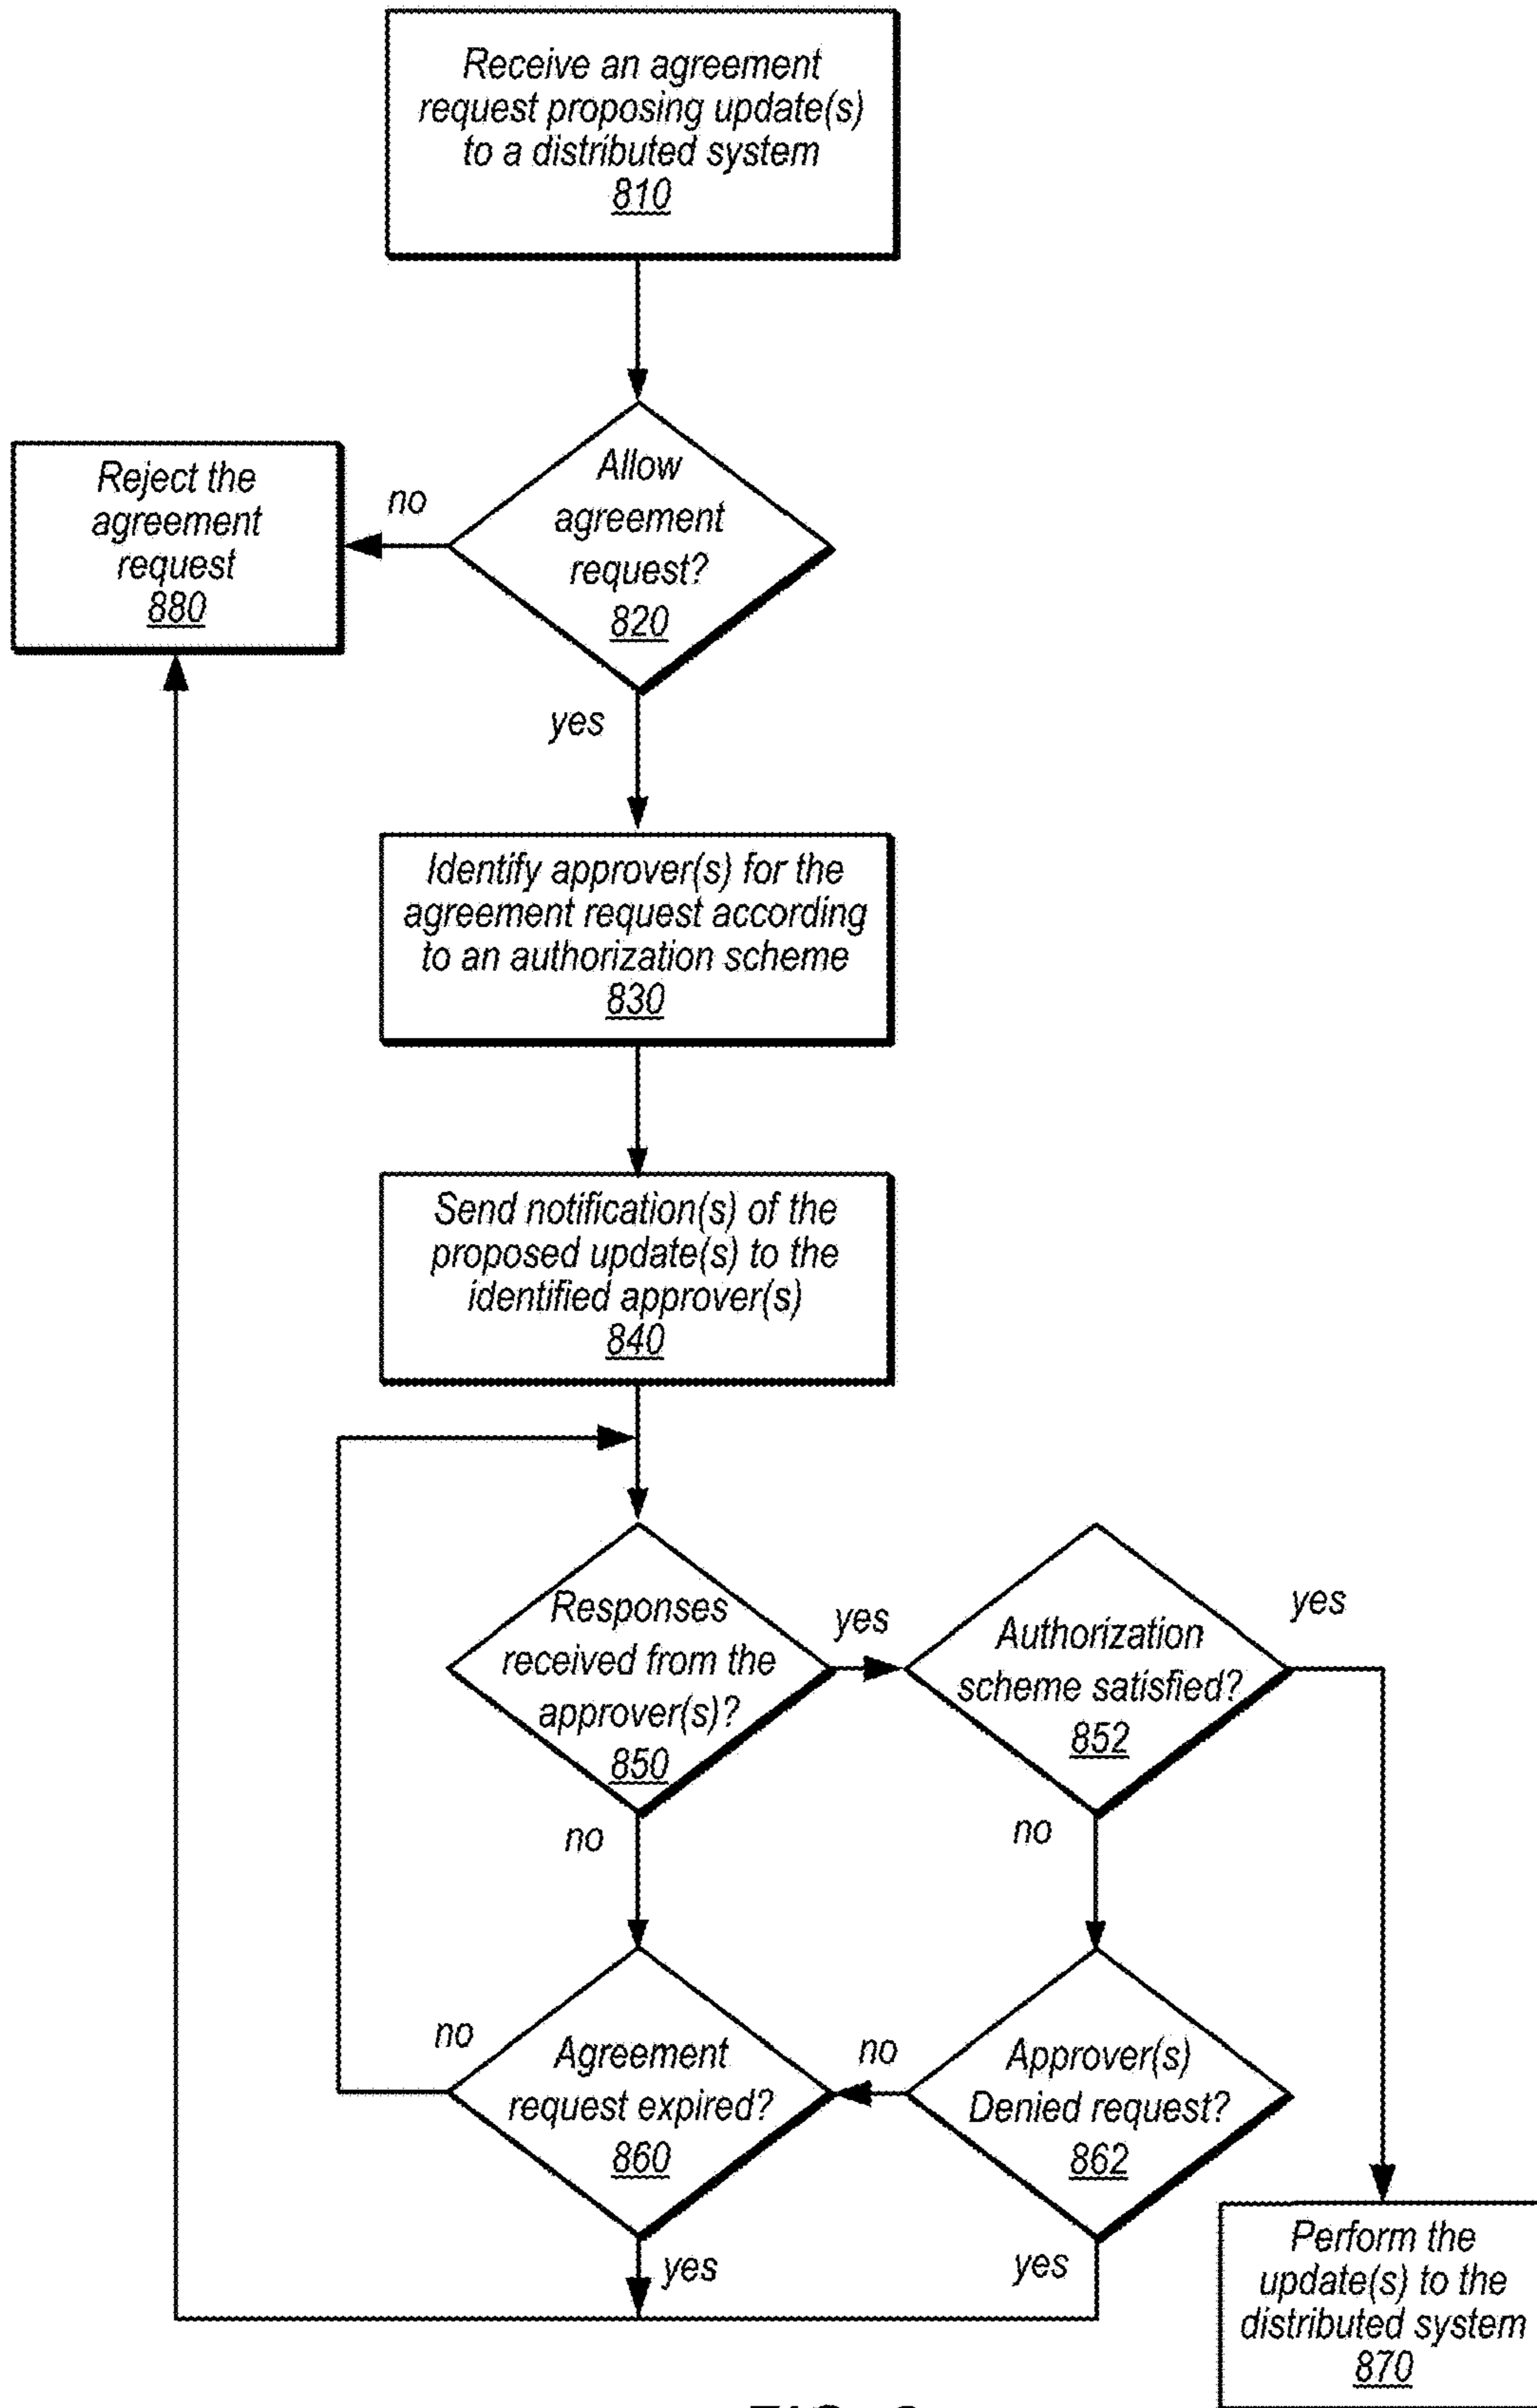 Receive an agreement
request proposing update(s)
to a distributed system
810
Allow
agreement
request?
820
no
Reject the
agreement
request
880
yes
Identify approver(s) for the
agreement request according
to an authorization scheme
830
Send notification(s) of the
proposed update(s) to the
identified approver(s)
840
Responses
received from the
approver(s)?
850
yes
Authorization
scheme satisfied?
852
yes
no
no
Agreement
request expired?
860
no
no
Approver(s)
Denied request?
862
yes
yes
Perform the
update(s) to the
distributed system
870